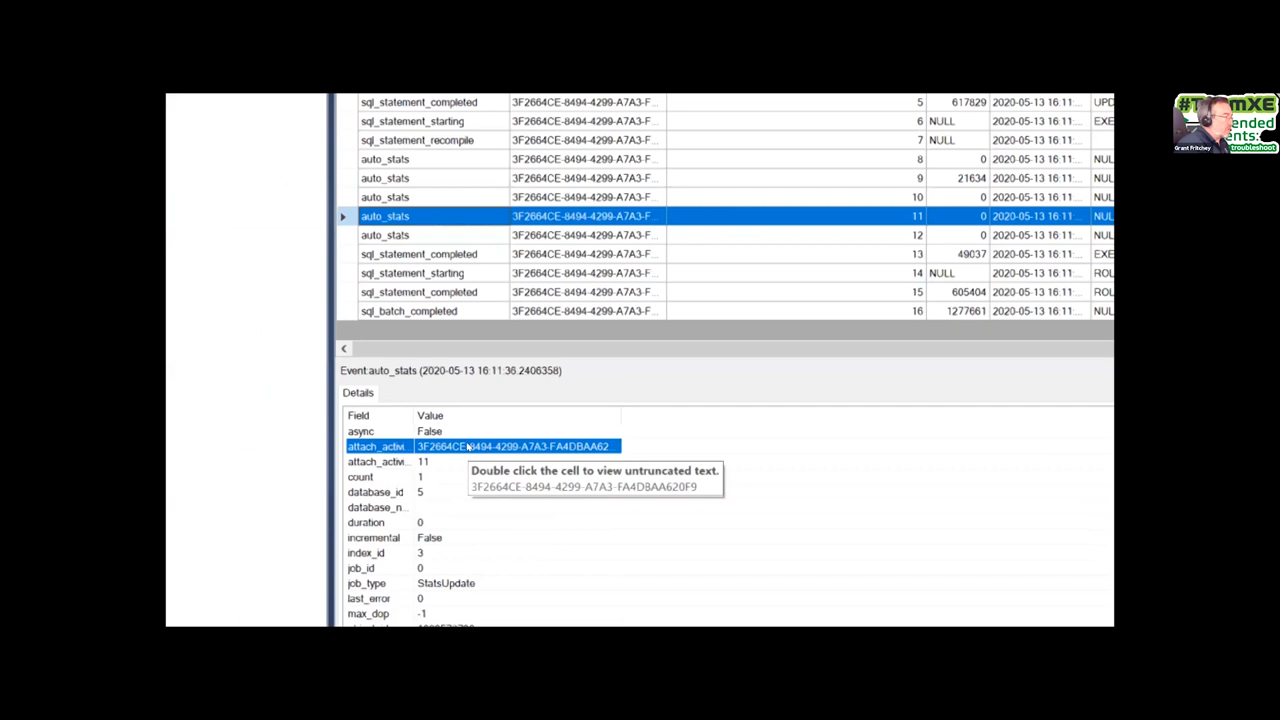 sql_statement_completed 3F2664CE-8494-4299-A7A3-F... 5 617829 2020-05-13 16:11:... UPD
sql_statement_starting 3F2664CE-8494-4299-A7A3-F... 6 NULL 2020-05-13 16:11:... EXE
sql_statement_recompile 3F2664CE-8494-4299-A7A3-F... 7 NULL 2020-05-13 16:11:...
auto_stats 3F2664CE-8494-4299-A7A3-F... 8 0 2020-05-13 16:11:... NUL
auto_stats 3F2664CE-8494-4299-A7A3-F... 9 21634 2020-05-13 16:11:... NUL
auto_stats 3F2664CE-8494-4299-A7A3-F... 10 0 2020-05-13 16:11:... NUL
auto_stats 3F2664CE-8494-4299-A7A3-F... 11 0 2020-05-13 16:11:... NUL
auto_stats 3F2664CE-8494-4299-A7A3-F... 12 0 2020-05-13 16:11:... NUL
sql_statement_completed 3F2664CE-8494-4299-A7A3-F... 13 49037 2020-05-13 16:11:... EXE
sql_statement_starting 3F2664CE-8494-4299-A7A3-F... 14 NULL 2020-05-13 16:11:... ROL
sql_statement_completed 3F2664CE-8494-4299-A7A3-F... 15 605404 2020-05-13 16:11:... ROL
sql_batch_completed 3F2664CE-8494-4299-A7A3-F... 16 1277661 2020-05-13 16:11:... NUL
Event:auto_stats (2020-05-13 16:11:36.2406358)
Details
Field Value
async False
attach_activi... 3F2664CE-8494-4299-A7A3-FA4DBAA62...
attach_activi... 11
Double click the cell to view untruncated text.
3F2664CE-8494-4299-A7A3-FA4DBAA620F9
count 1
database_id 5
database_n...
duration 0
incremental False
index_id 3
job_id 0
job_type StatsUpdate
last_error 0
max_dop -1
mXE
ended
ents:
troubleshoot
Grant Fritchey